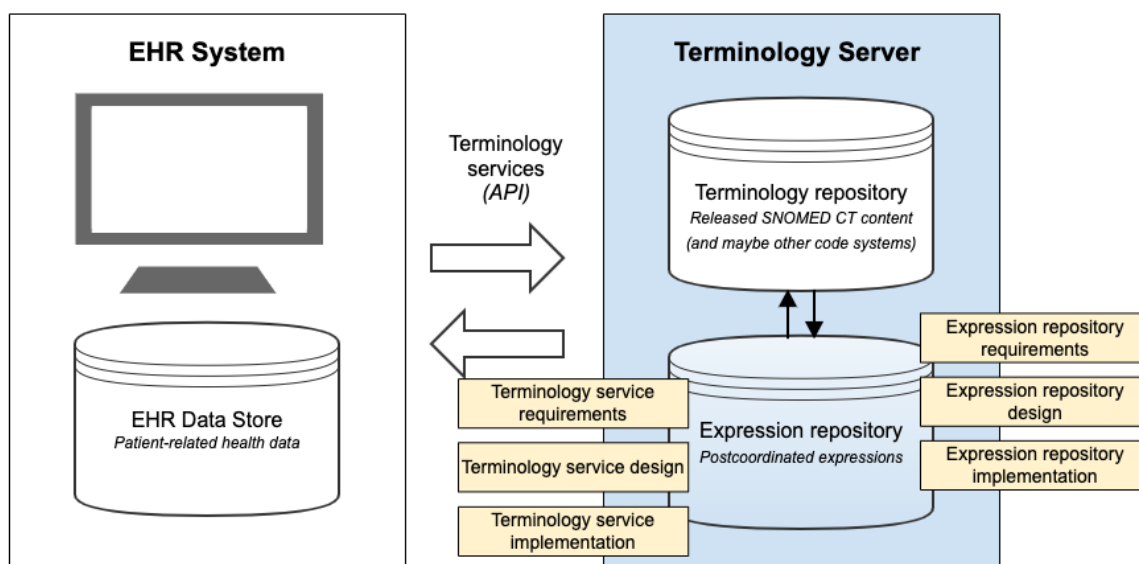 EHR System
EHR Data Store
Patient-related health data
Terminology
services
(API)
Terminology Server
Terminology repository
Released SNOMED CT content
(and maybe other code systems)
Expression repository
Postcoordinated expressions
Terminology service
requirements
Terminology service design
Terminology service
implementation
Expression repository
requirements
Expression repository
design
Expression repository
implementation